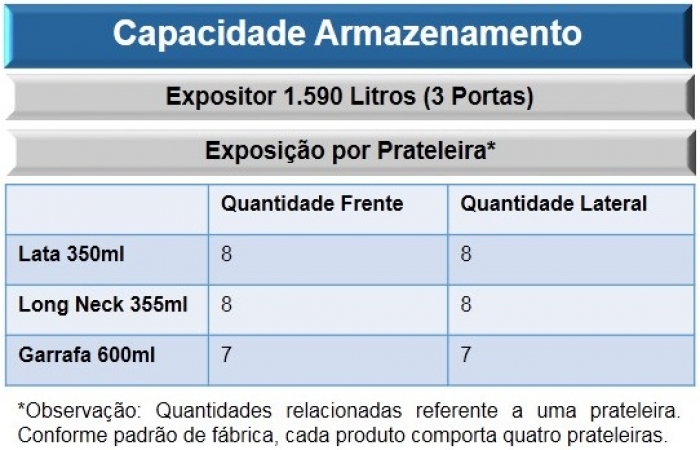 Capacidade Armazenamento
Expositor 1.590 Litros (3 Portas)
Exposição por Prateleira*
Quantidade Frente Quantidade Lateral
Lata 350ml 8 8
Long Neck 355ml 8 8
Garrafa 600ml 7 7
*Observação: Quantidades relacionadas referente a uma prateleira.
Conforme padrão de fábrica, cada produto comporta quatro prateleiras.